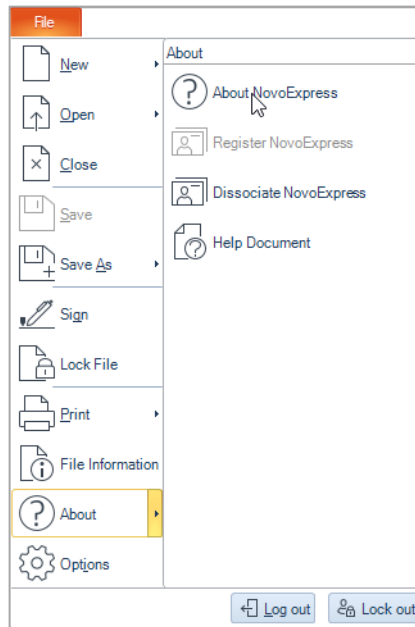 File
New
Open
Close
Save
Save As
Sign
Lock File
Print
File Information
About
Options
About
About NovoExpress
Register NovoExpress
Dissociate NovoExpress
Help Document
Log out
Lock out